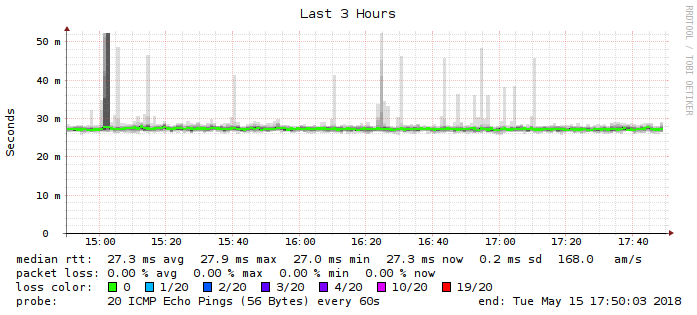 Last 3 Hours
RRDTOOL / TOBI OETIKER
Seconds
50 m
40 m
30 m
20 m
10 m
0
15:00 15:20 15:40 16:00 16:20 16:40 17:00 17:20 17:40
median rtt: 27.3 ms avg 27.9 ms max 27.0 ms min 27.3 ms now 0.2 ms sd 168.0 am/s
packet loss: 0.00 % avg 0.00 % max 0.00 % min 0.00 % now
loss color: 0 1/20 2/20 3/20 4/20 10/20 19/20
probe: 20 ICMP Echo Pings (56 Bytes) every 60s end: Tue May 15 17:50:03 2018